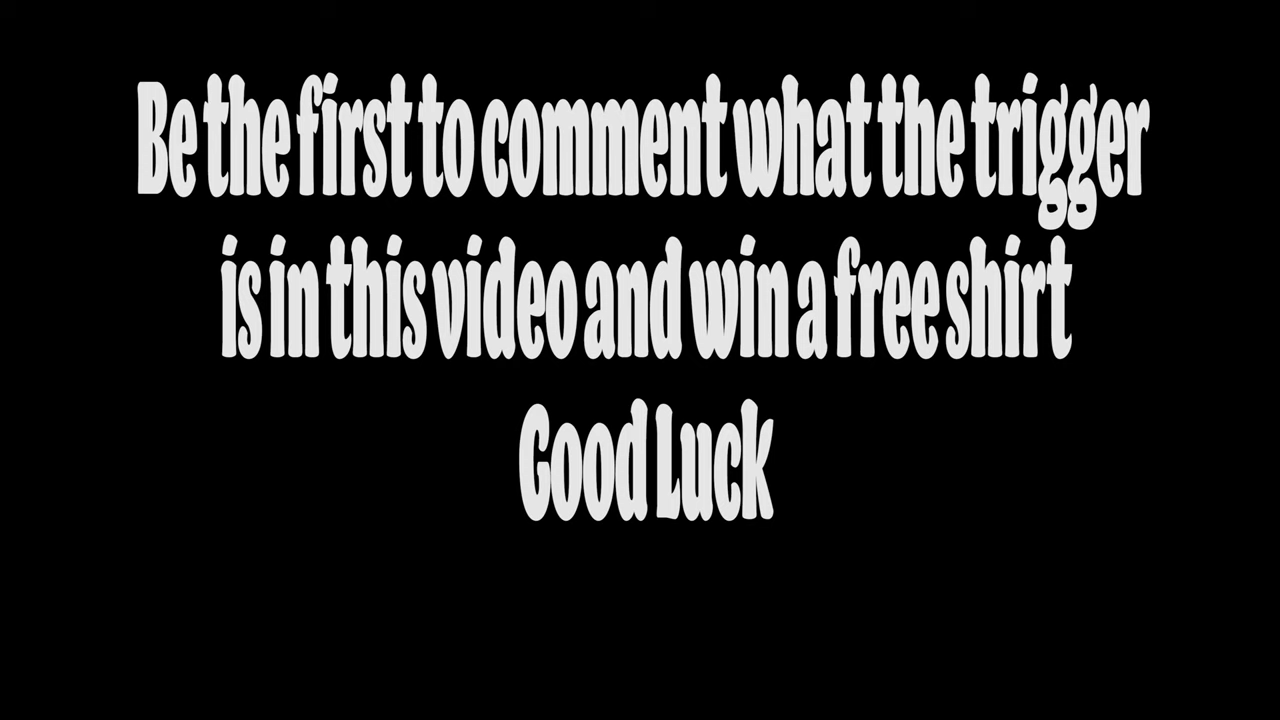 Be the first to comment what the trigger
is in this video and win a free shirt
Good Luck